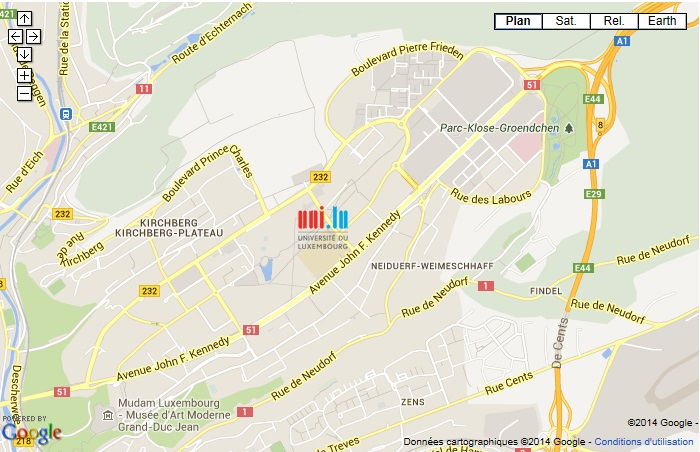 Plan Sat. Rel. Earth
Rue de la Stati
Route d'Echternach
Boulevard Pierre Frieden
A1
11
51
E44
Parc-Klose-Groendchen
8
E421
E421
Rue d'Eich
Boulevard Prince
Charles
A1
232
E29
Rue des Labours
232
KIRCHBERG
KIRCHBERG-PLATEAU
uni.lu
UNIVERSITÉ DU
LUXEMBOURG
Rue de
Kirchberg
Avenue John F. Kennedy
Rue de Neudorf
NEIDUERF-WEIMESCHHAFF
E44
232
Rue de Neudorf
1
FINDEL
Rue de Neudorf
51
De Cents
Avenue John F. Kennedy
Rue de Neudorf
Rue Cents
51
Mudam Luxembourg
- Musée d'Art Moderne
Grand-Duc Jean
1
ZENS
POWERED BY
Google
218
e Treves
©2014 Google -
Données cartographiques ©2014 Google - Conditions d'utilisation